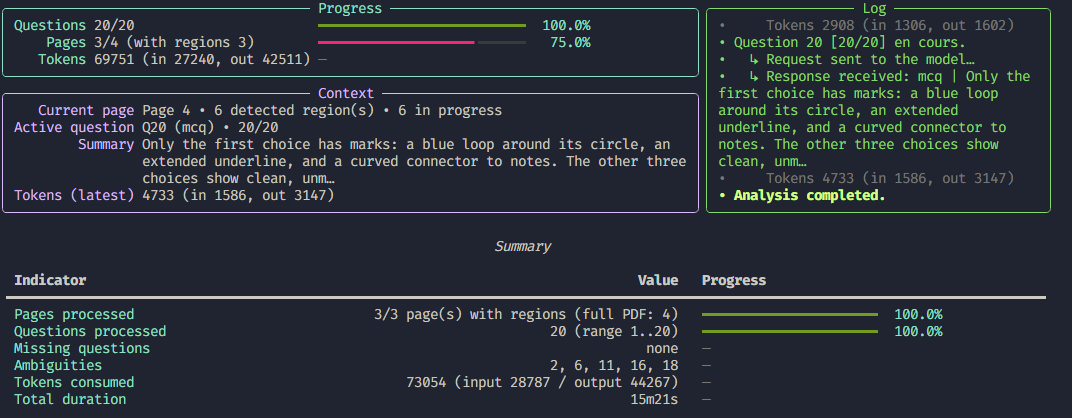 Progress
Questions 20/20 100.0%
Pages 3/4 (with regions 3) 75.0%
Tokens 69751 (in 27240, out 42511) —
Context
Current page Page 4 • 6 detected region(s) • 6 in progress
Active question Q20 (mcq) • 20/20
Summary Only the first choice has marks: a blue loop around its circle, an
extended underline, and a curved connector to notes. The other three
choices show clean, unm…
Tokens (latest) 4733 (in 1586, out 3147)
Log
• Tokens 2908 (in 1306, out 1602)
• Question 20 [20/20] en cours.
• ↳ Request sent to the model…
• ↳ Response received: mcq | Only the
first choice has marks: a blue loop
around its circle, an extended
underline, and a curved connector to
notes. The other three choices show
clean, unm…
• Tokens 4733 (in 1586, out 3147)
• Analysis completed.
Summary
Indicator Value Progress
Pages processed 3/3 page(s) with regions (full PDF: 4) 100.0%
Questions processed 20 (range 1..20) 100.0%
Missing questions none —
Ambiguities 2, 6, 11, 16, 18 —
Tokens consumed 73054 (input 28787 / output 44267) —
Total duration 15m21s —